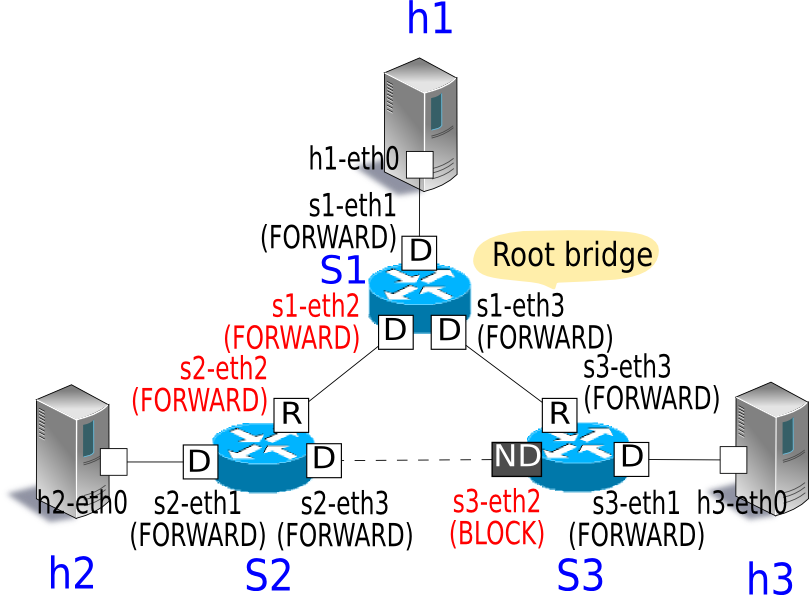 h1
h1-eth0
s1-eth1
(FORWARD)
D
S1
Root bridge
s1-eth2
(FORWARD)
D
D
s1-eth3
(FORWARD)
s2-eth2
(FORWARD)
R
s3-eth3
(FORWARD)
R
D
D
ND
D
h2-eth0
s2-eth1
(FORWARD)
s2-eth3
(FORWARD)
s3-eth2
(BLOCK)
s3-eth1
(FORWARD)
h3-eth0
h2
S2
S3
h3